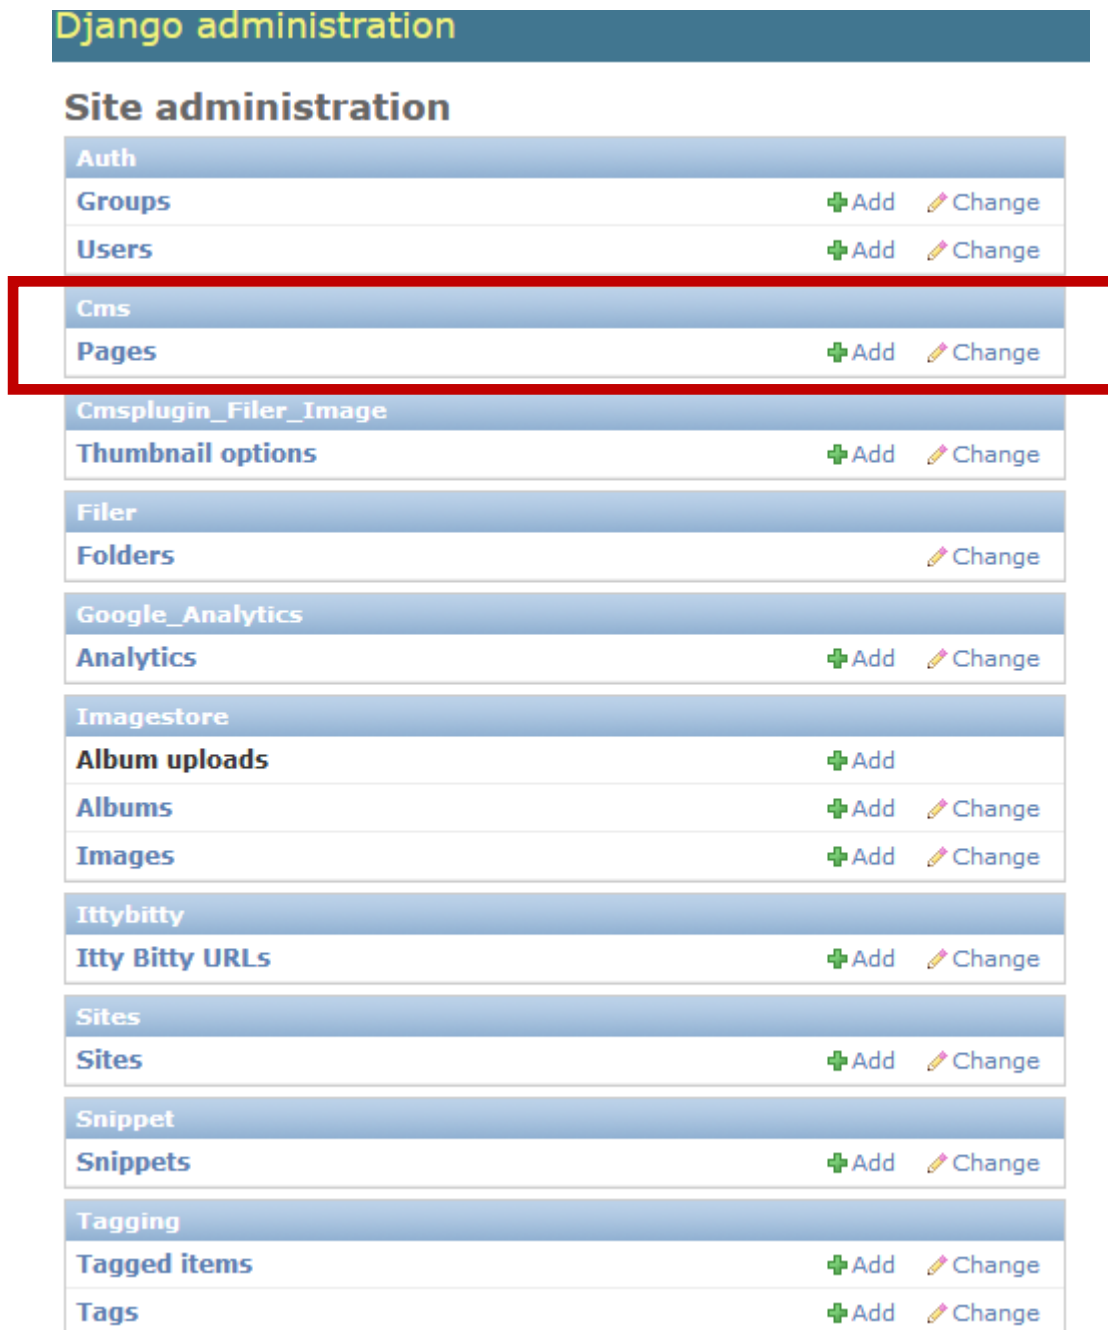 Django administration
Site administration
Auth
Groups Add Change
Users Add Change
Cms
Pages Add Change
Cmsplugin_Filer_Image
Thumbnail options Add Change
Filer
Folders Change
Google_Analytics
Analytics Add Change
Imagestore
Album uploads Add
Albums Add Change
Images Add Change
Ittybitty
Itty Bitty URLs Add Change
Sites
Sites Add Change
Snippet
Snippets Add Change
Tagging
Tagged items Add Change
Tags Add Change